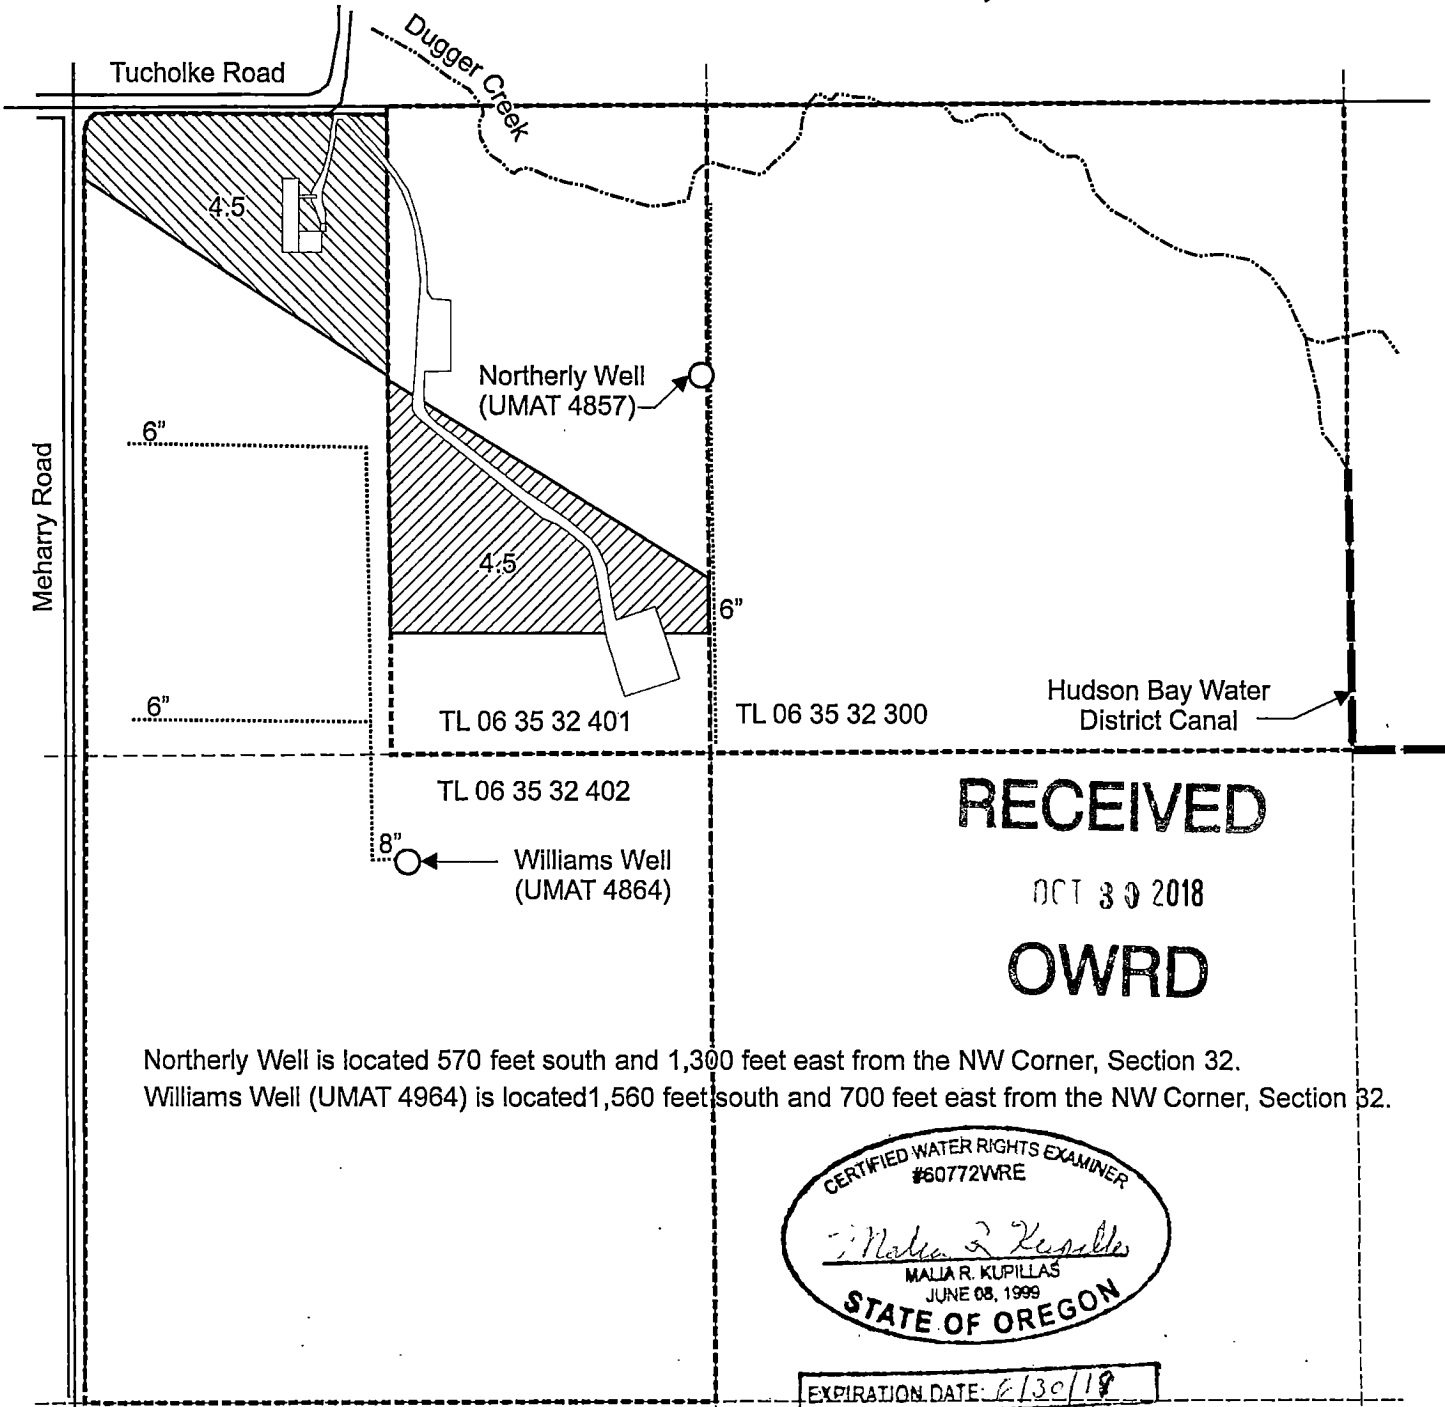 Tucholke Road
Dugger Creek
4.5
Northerly Well
(UMAT 4857)
6"
Meharry Road
4.5
6"
6"
TL 06 35 32 401
TL 06 35 32 300
Hudson Bay Water
District Canal
TL 06 35 32 402
8"
Williams Well
(UMAT 4864)
RECEIVED
OCT 30 2018
OWRD
Northerly Well is located 570 feet south and 1,300 feet east from the NW Corner, Section 32.
Williams Well (UMAT 4964) is located1,560 feet south and 700 feet east from the NW Corner, Section 32.
CERTIFIED WATER RIGHTS EXAMINER
#60772WRE
Malia R Kupillas
MALIA R. KUPILLAS
JUNE 08, 1999
STATE OF OREGON
EXPIRATION DATE: 6/30/19